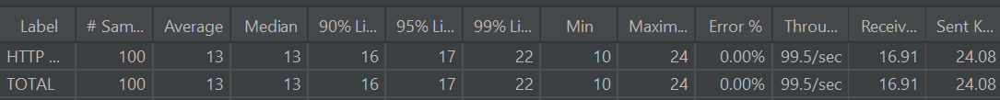 Label # Sam... Average Median 90% Li... 95% Li... 99% Li... Min Maxim... Error % Throu... Receiv... Sent K...
HTTP ... 100 13 13 16 17 22 10 24 0.00% 99.5/sec 16.91 24.08
TOTAL 100 13 13 16 17 22 10 24 0.00% 99.5/sec 16.91 24.08